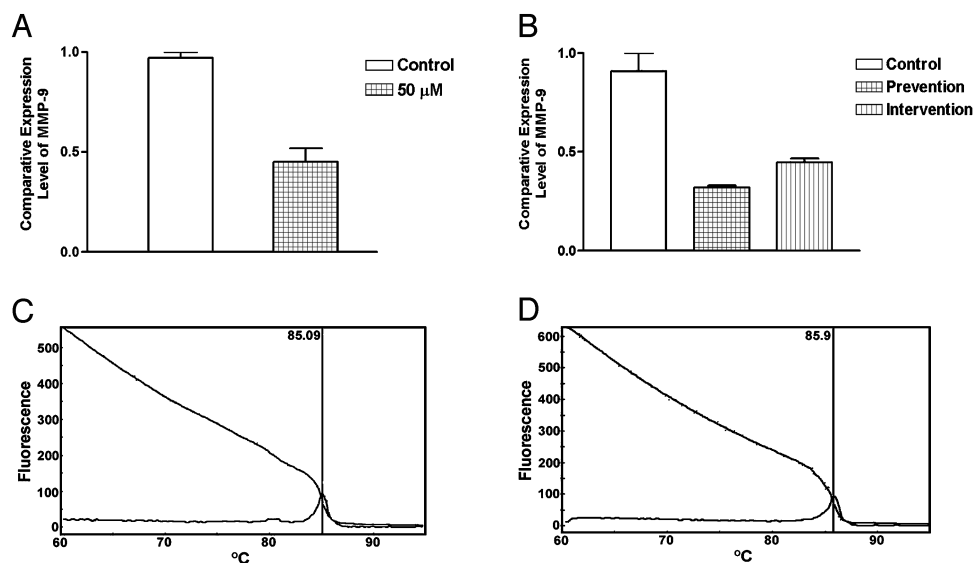 A
Comparative Expression
Level of MMP-9
1.0
0.5
0.0
Control
50 µM
B
Comparative Expression
Level of MMP-9
1.0
0.5
0.0
Control
Prevention
Intervention
C
Fluorescence
500
400
300
200
100
0
85.09
60
70
80
90
°C
D
Fluorescence
600
500
400
300
200
100
0
85.9
60
70
80
90
°C